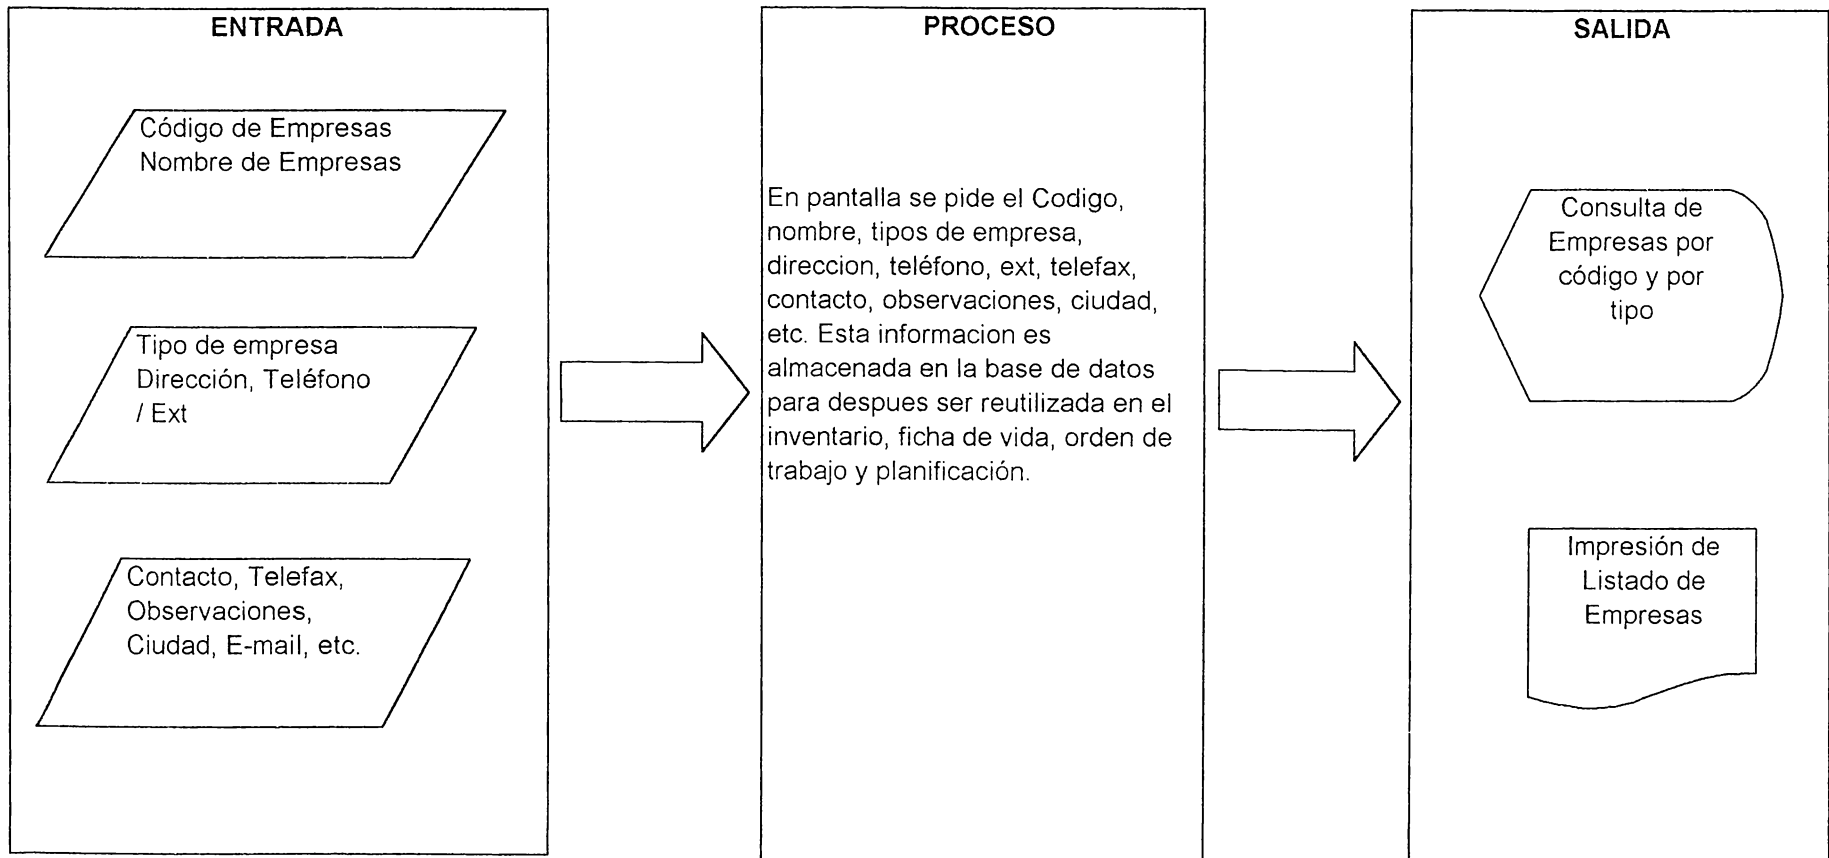 ENTRADA
Código de Empresas
Nombre de Empresas
Tipo de empresa
Dirección, Teléfono
/ Ext
Contacto, Telefax,
Observaciones,
Ciudad, E-mail, etc.
PROCESO
En pantalla se pide el Codigo,
nombre, tipos de empresa,
direccion, teléfono, ext, telefax,
contacto, observaciones, ciudad,
etc. Esta informacion es
almacenada en la base de datos
para despues ser reutilizada en el
inventario, ficha de vida, orden de
trabajo y planificación.
SALIDA
Consulta de
Empresas por
código y por
tipo
Impresión de
Listado de
Empresas